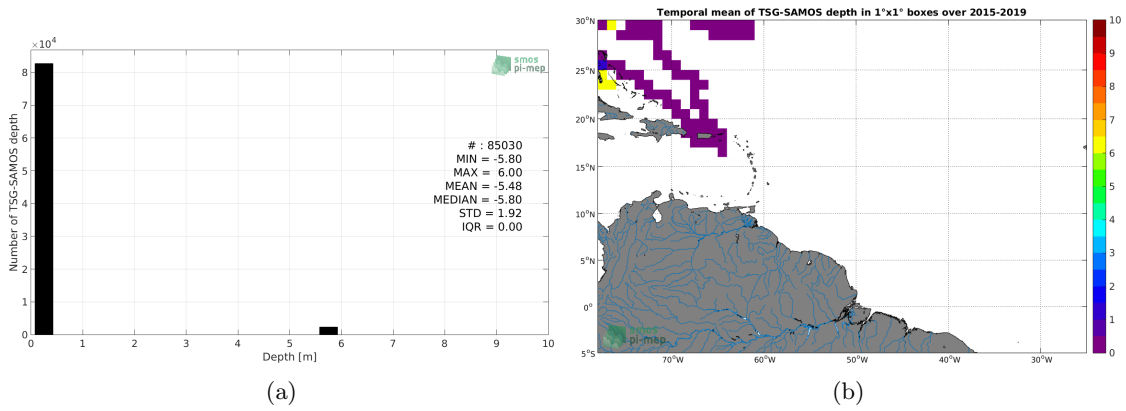 ×10⁴
8
7
6
5
4
3
2
1
0
Number of TSG-SAMOS depth
smos
pi-mep
# : 85030
MIN = -5.80
MAX = 6.00
MEAN = -5.48
MEDIAN = -5.80
STD = 1.92
IQR = 0.00
0 1 2 3 4 5 6 7 8 9 10
Depth [m]
(a)
Temporal mean of TSG-SAMOS depth in 1°x1° boxes over 2015-2019
30°N
25°N
20°N
15°N
10°N
5°N
0°
5°S
70°W 60°W 50°W 40°W 30°W
smos
pi-mep
10
9
8
7
6
5
4
3
2
1
0
(b)